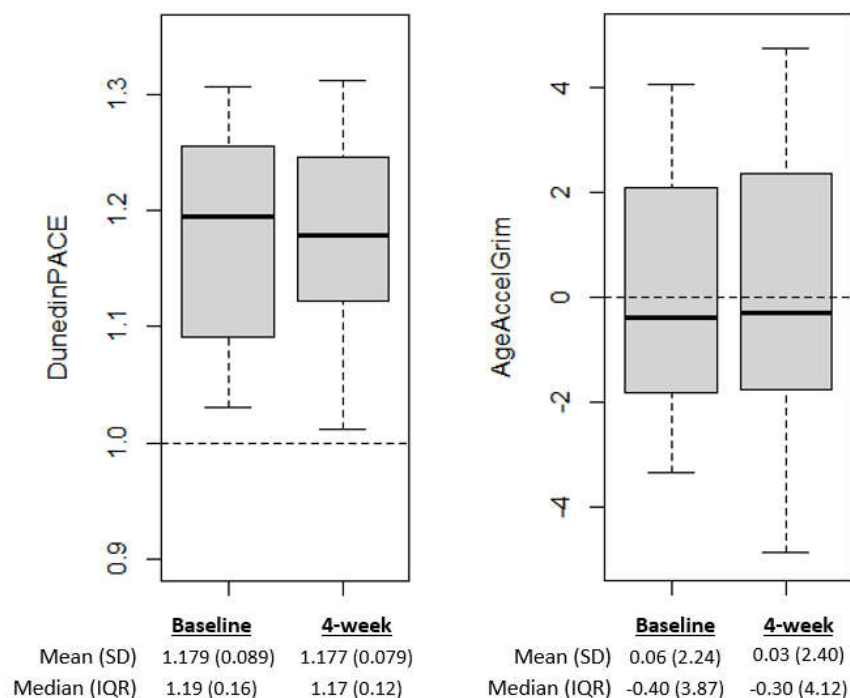 DunedinPACE
1.3
1.2
1.1
1.0
0.9
AgeAccelGrim
4
2
0
-2
-4
Baseline 4-week
Mean (SD) 1.179 (0.089) 1.177 (0.079)
Median (IQR) 1.19 (0.16) 1.17 (0.12)
Baseline 4-week
Mean (SD) 0.06 (2.24) 0.03 (2.40)
Median (IQR) -0.40 (3.87) -0.30 (4.12)